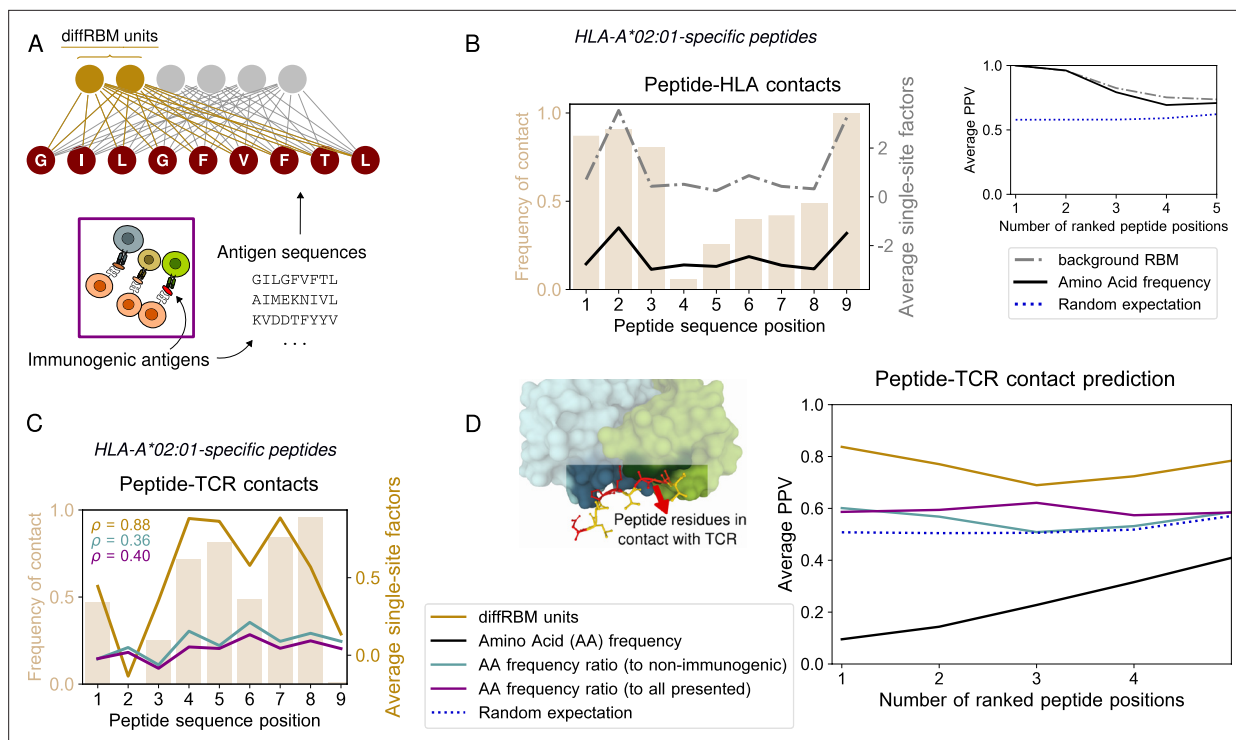 A
diffRBM units
G I L G F V F T L
Antigen sequences
GILGFVFTL
AIMEKNIVL
KVDDTFYYV
...
Immunogenic antigens
B
HLA-A*02:01-specific peptides
Peptide-HLA contacts
Frequency of contact
1.0
0.5
0.0
1 2 3 4 5 6 7 8 9
Peptide sequence position
2
0
−2
Average single-site factors
Average PPV
1.0
0.5
0.0
1 2 3 4 5
Number of ranked peptide positions
background RBM
Amino Acid frequency
Random expectation
C
HLA-A*02:01-specific peptides
Peptide-TCR contacts
ρ = 0.88
ρ = 0.36
ρ = 0.40
Frequency of contact
1.0
0.5
0.0
1 2 3 4 5 6 7 8 9
Peptide sequence position
0.5
0.0
Average single-site factors
D
Peptide residues in
contact with TCR
diffRBM units
Amino Acid (AA) frequency
AA frequency ratio (to non-immunogenic)
AA frequency ratio (to all presented)
Random expectation
Peptide-TCR contact prediction
Average PPV
1.0
0.8
0.6
0.4
0.2
0.0
1 2 3 4
Number of ranked peptide positions